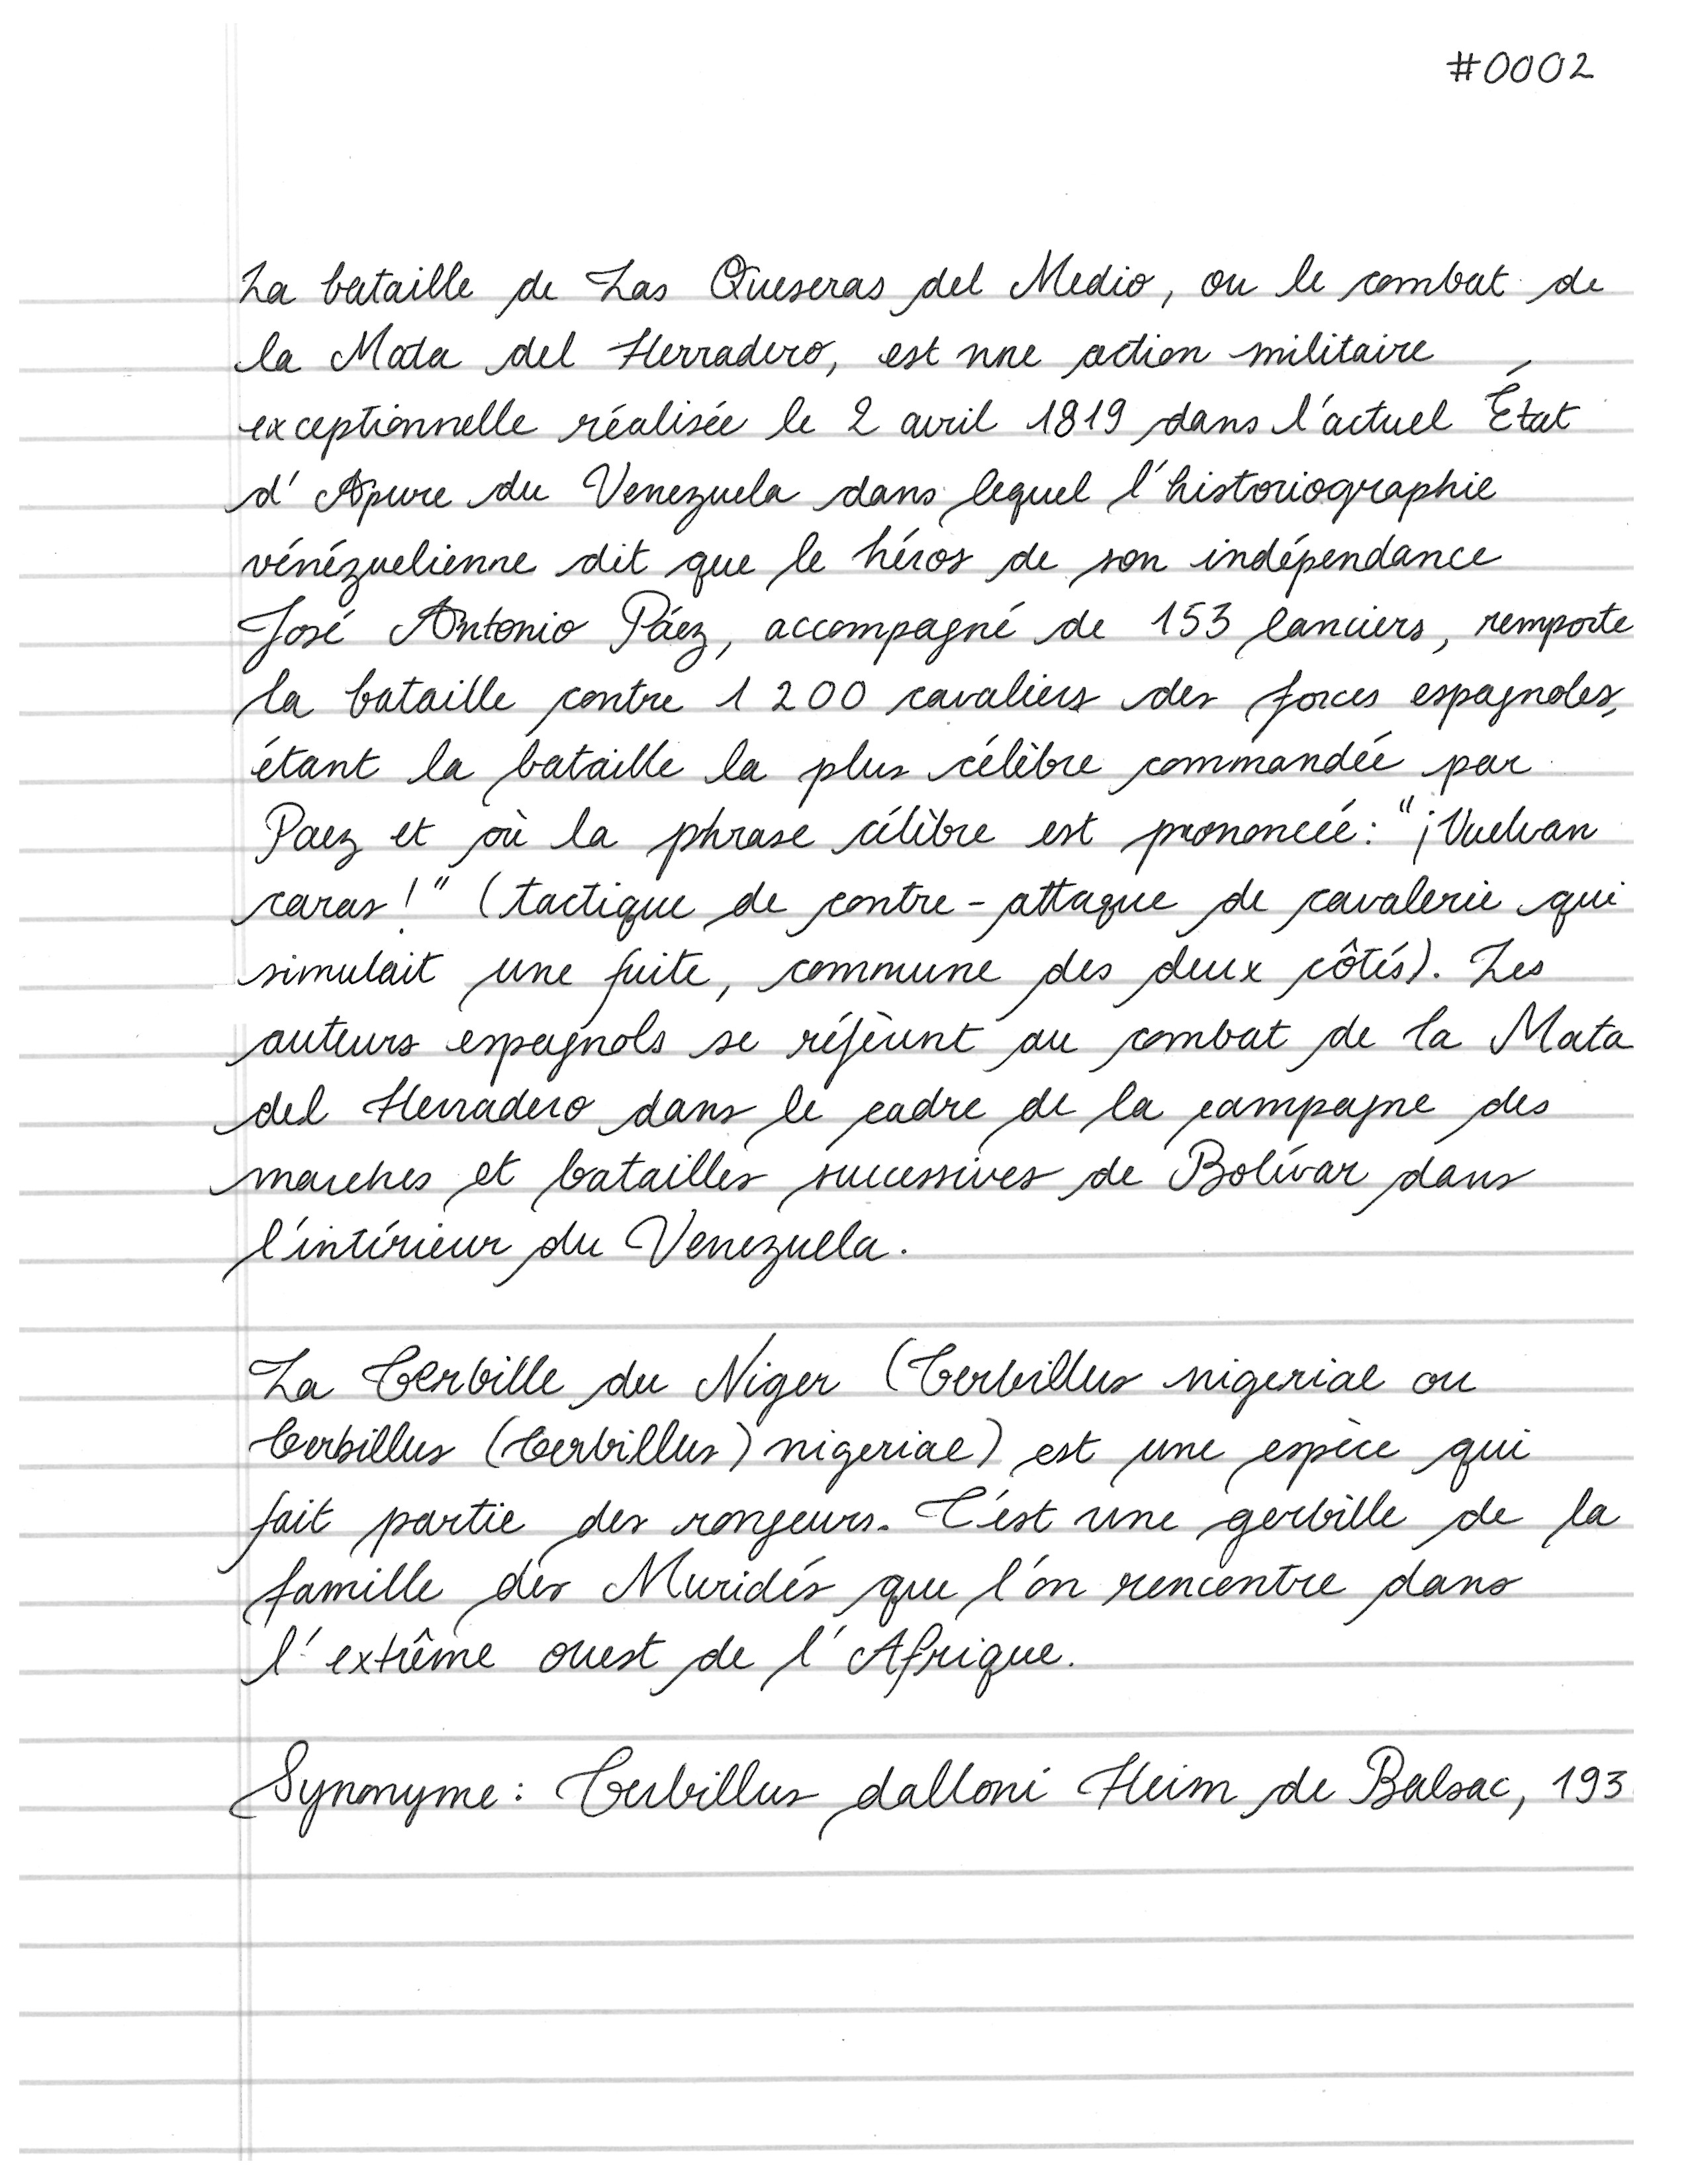 #0002
La bataille de Las Queseras del Medio, ou le combat de
la Mata del Herradero, est une action militaire
exceptionnelle réalisée le 2 avril 1819 dans l'actuel État
d'Apure du Venezuela dans lequel l'historiographie
vénézuelienne dit que le héros de son indépendance
José Antonio Páez, accompagné de 153 lanciers, remporte
la bataille contre 1 200 cavaliers des forces espagnoles,
étant la bataille la plus célèbre commandée par
Paez et où la phrase célèbre est prononcée: "¡Vuelvan
caras!" (tactique de contre-attaque de cavalerie qui
simulait une fuite, commune des deux côtés). Les
auteurs espagnols se réfèrent au combat de la Mata
del Herradero dans le cadre de la campagne des
marches et batailles successives de Bolívar dans
l'intérieur du Venezuela.
La Gerbille du Niger (Gerbillus nigeriae ou
Gerbillus (Gerbillus) nigeriae) est une espèce qui
fait partie des rongeurs. C'est une gerbille de la
famille des Muridés que l'on rencontre dans
l'extrême ouest de l'Afrique.
Synonyme: Gerbillus dalloni Heim de Balsac, 193